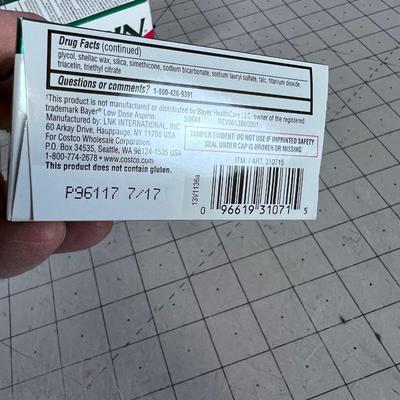 Drug Facts (continued)
glycol, shellac wax, silica, simethicone, sodium bicarbonate, sodium lauryl sulfate, talc, titanium dioxide,
triacetin, triethyl citrate
Questions or comments? 1-800-426-9391
†This product is not manufactured or distributed by Bayer HealthCare LLC, owner of the registered
trademark Bayer® Low Dose Aspirin.
50844 REV0613B60051
Manufactured by: LNK INTERNATIONAL, INC.
60 Arkay Drive, Hauppauge, NY 11788 USA
For Costco Wholesale Corporation
P.O. Box 34535, Seattle, WA 98124-1535 USA
1-800-774-2678 • www.costco.com
This product does not contain gluten.
TAMPER EVIDENT: DO NOT USE IF IMPRINTED SAFETY
SEAL UNDER CAP IS BROKEN OR MISSING
ITM. / ART. 310715
P96117 7/17
0 96619 31071 5